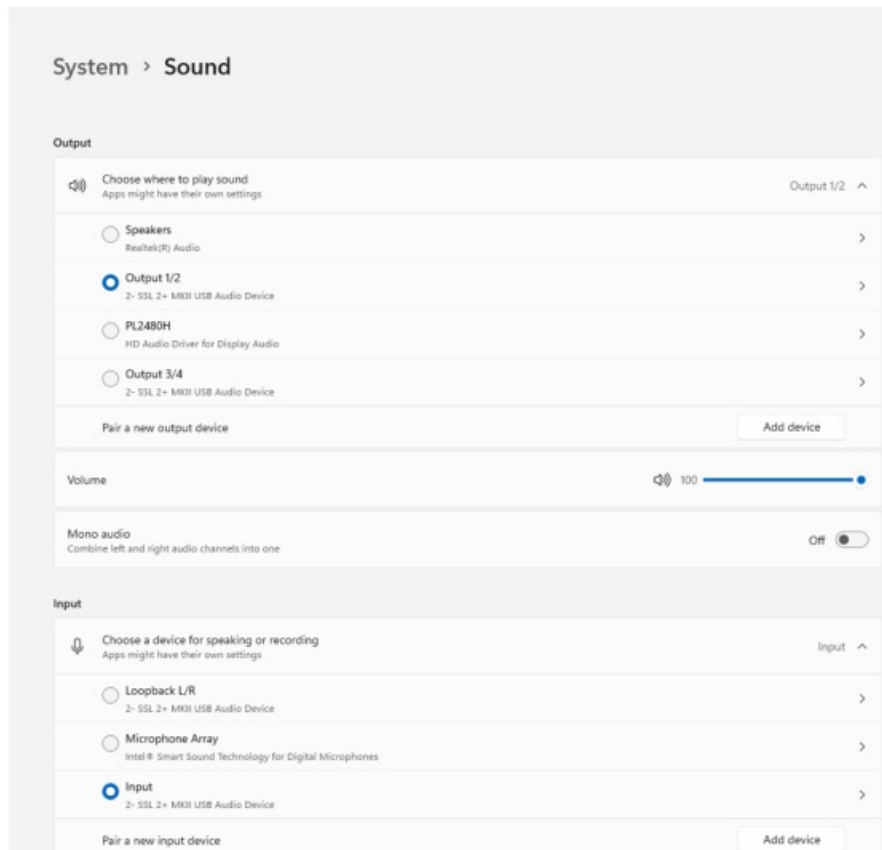 System > Sound
Output
Choose where to play sound
Apps might have their own settings
Output 1/2
Speakers
Realtek(R) Audio
Output 1/2
2- SSL 2+ MKII USB Audio Device
PL2480H
HD Audio Driver for Display Audio
Output 3/4
2- SSL 2+ MKII USB Audio Device
Pair a new output device
Add device
Volume
100
Mono audio
Combine left and right audio channels into one
Off
Input
Choose a device for speaking or recording
Apps might have their own settings
Input
Loopback L/R
2- SSL 2+ MKII USB Audio Device
Microphone Array
Intel® Smart Sound Technology for Digital Microphones
Input
2- SSL 2+ MKII USB Audio Device
Pair a new input device
Add device